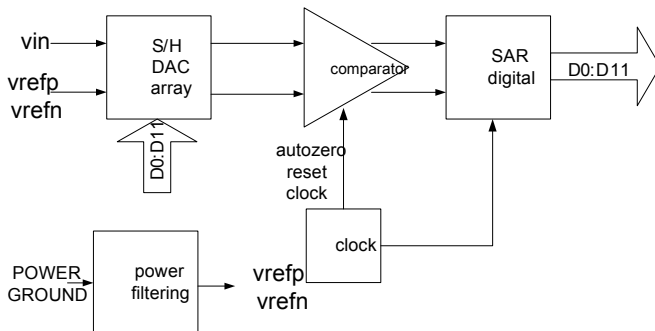 vin
vrefp
vrefn
S/H
DAC
array
D0:D11
comparator
SAR
digital
D0:D11
autozero
reset
clock
clock
POWER
GROUND
power
filtering
vrefp
vrefn